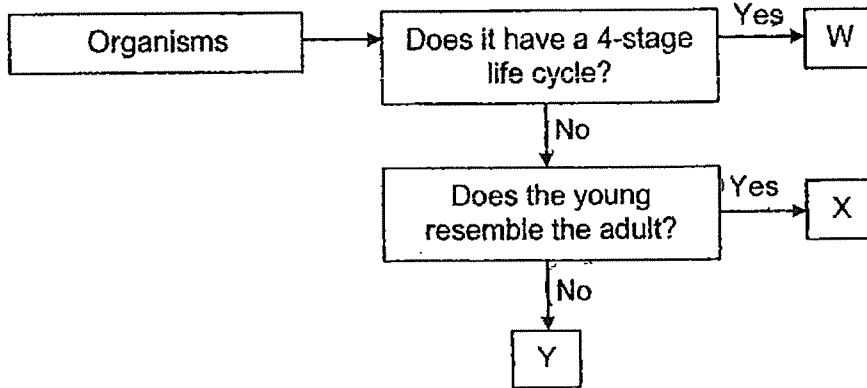 Organisms
Does it have a 4-stage
life cycle?
Yes
W
No
Does the young
resemble the adult?
Yes
X
No
Y